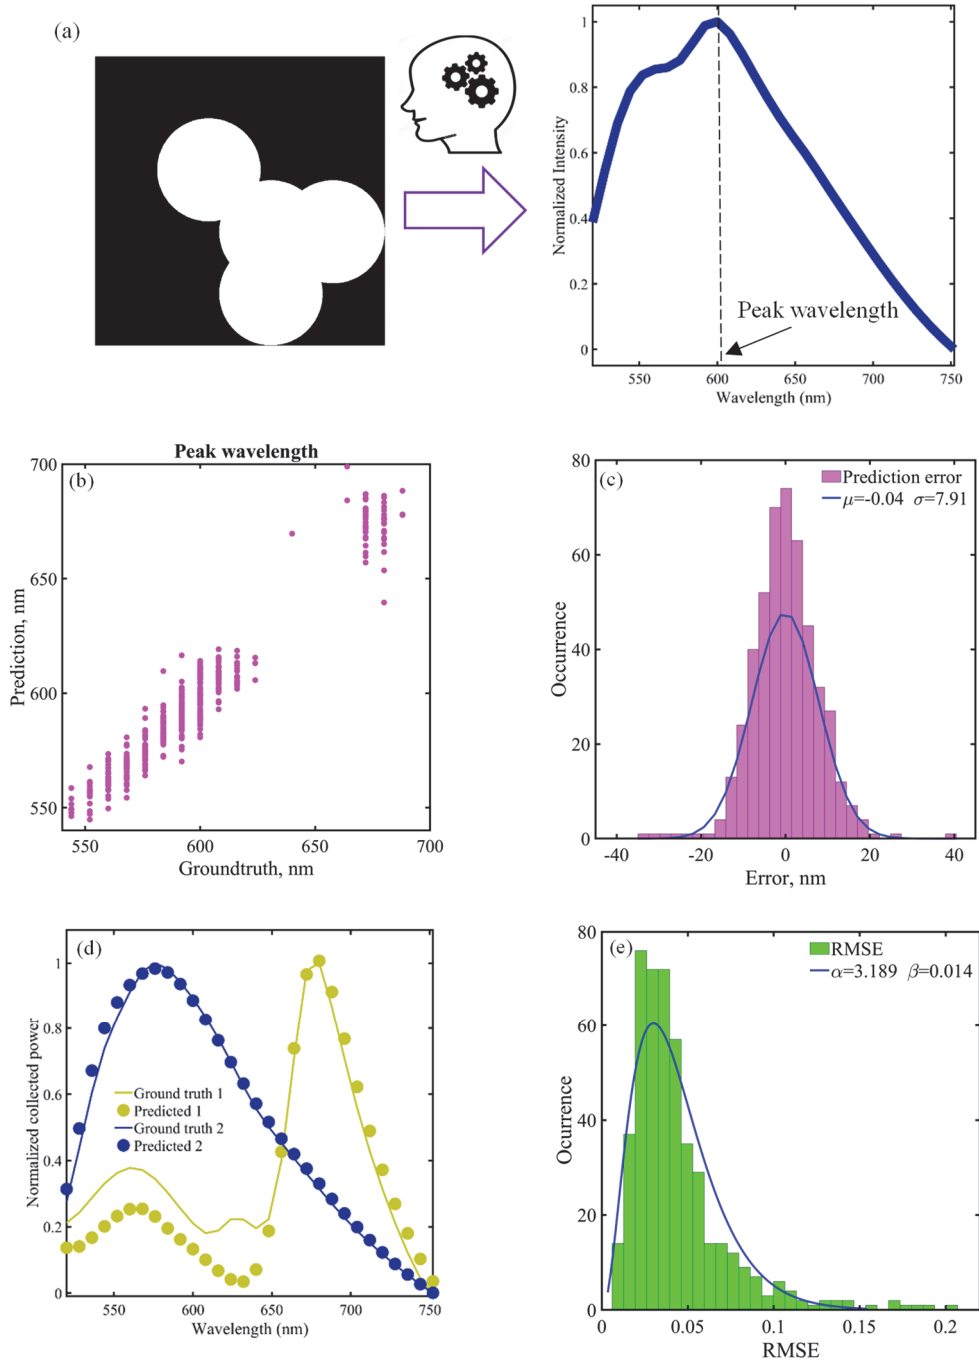 (a)
1
0.8
0.6
0.4
0.2
0
Normalized Intensity
Peak wavelength
550 600 650 700 750
Wavelength (nm)
Peak wavelength
(b)
700
650
600
550
Prediction, nm
550 600 650 700
Groundtruth, nm
(c)
80
60
40
20
0
Occurrence
Prediction error
μ=-0.04 σ=7.91
-40 -20 0 20 40
Error, nm
(d)
1
0.8
0.6
0.4
0.2
0
Normalized collected power
Ground truth 1
Predicted 1
Ground truth 2
Predicted 2
550 600 650 700 750
Wavelength (nm)
(e)
80
60
40
20
0
Ocurrence
RMSE
α=3.189 β=0.014
0 0.05 0.1 0.15 0.2
RMSE